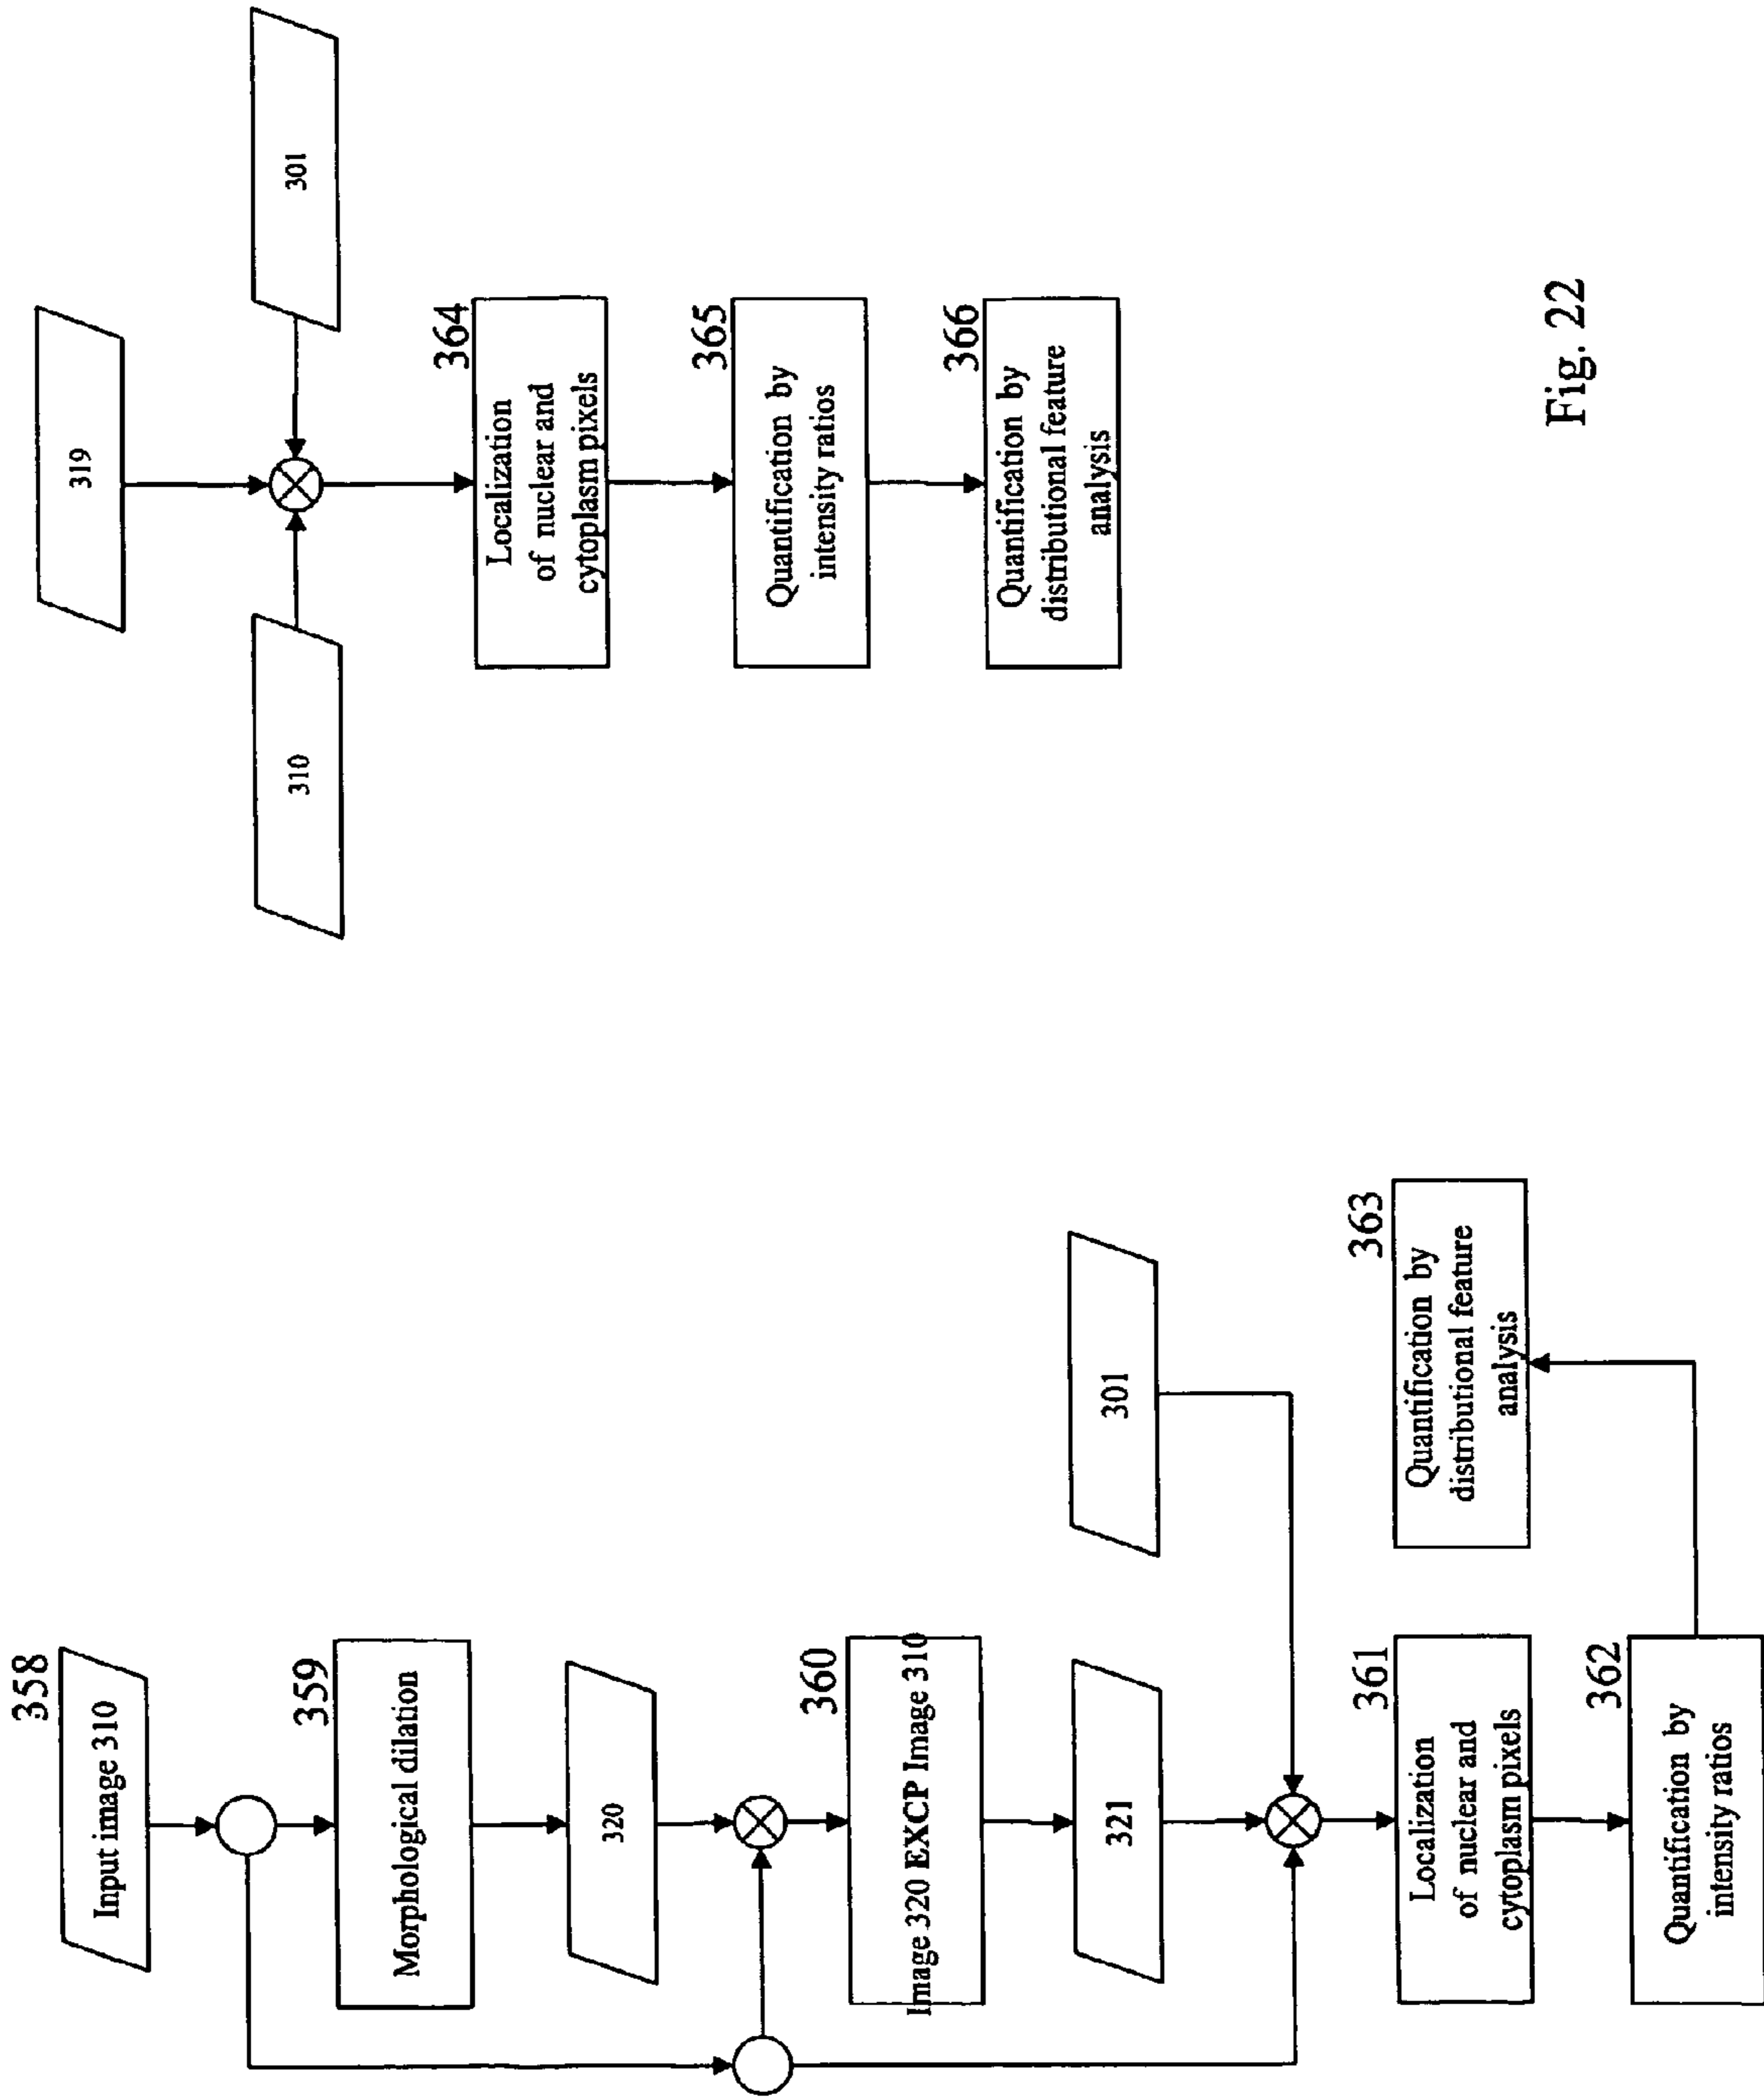 358
Input image 310
359
Morphological dilation
320
360
Image 320 EXCP Image 310
321
301
361
Localization
of nuclear and
cytoplasm pixels
362
Quantification by
intensity ratios
363
Quantification by
distributional feature
analysis
319
310
301
364
Localization
of nuclear and
cytoplasm pixels
365
Quantification by
intensity ratios
366
Quantification by
distributional feature
analysis
Fig. 22